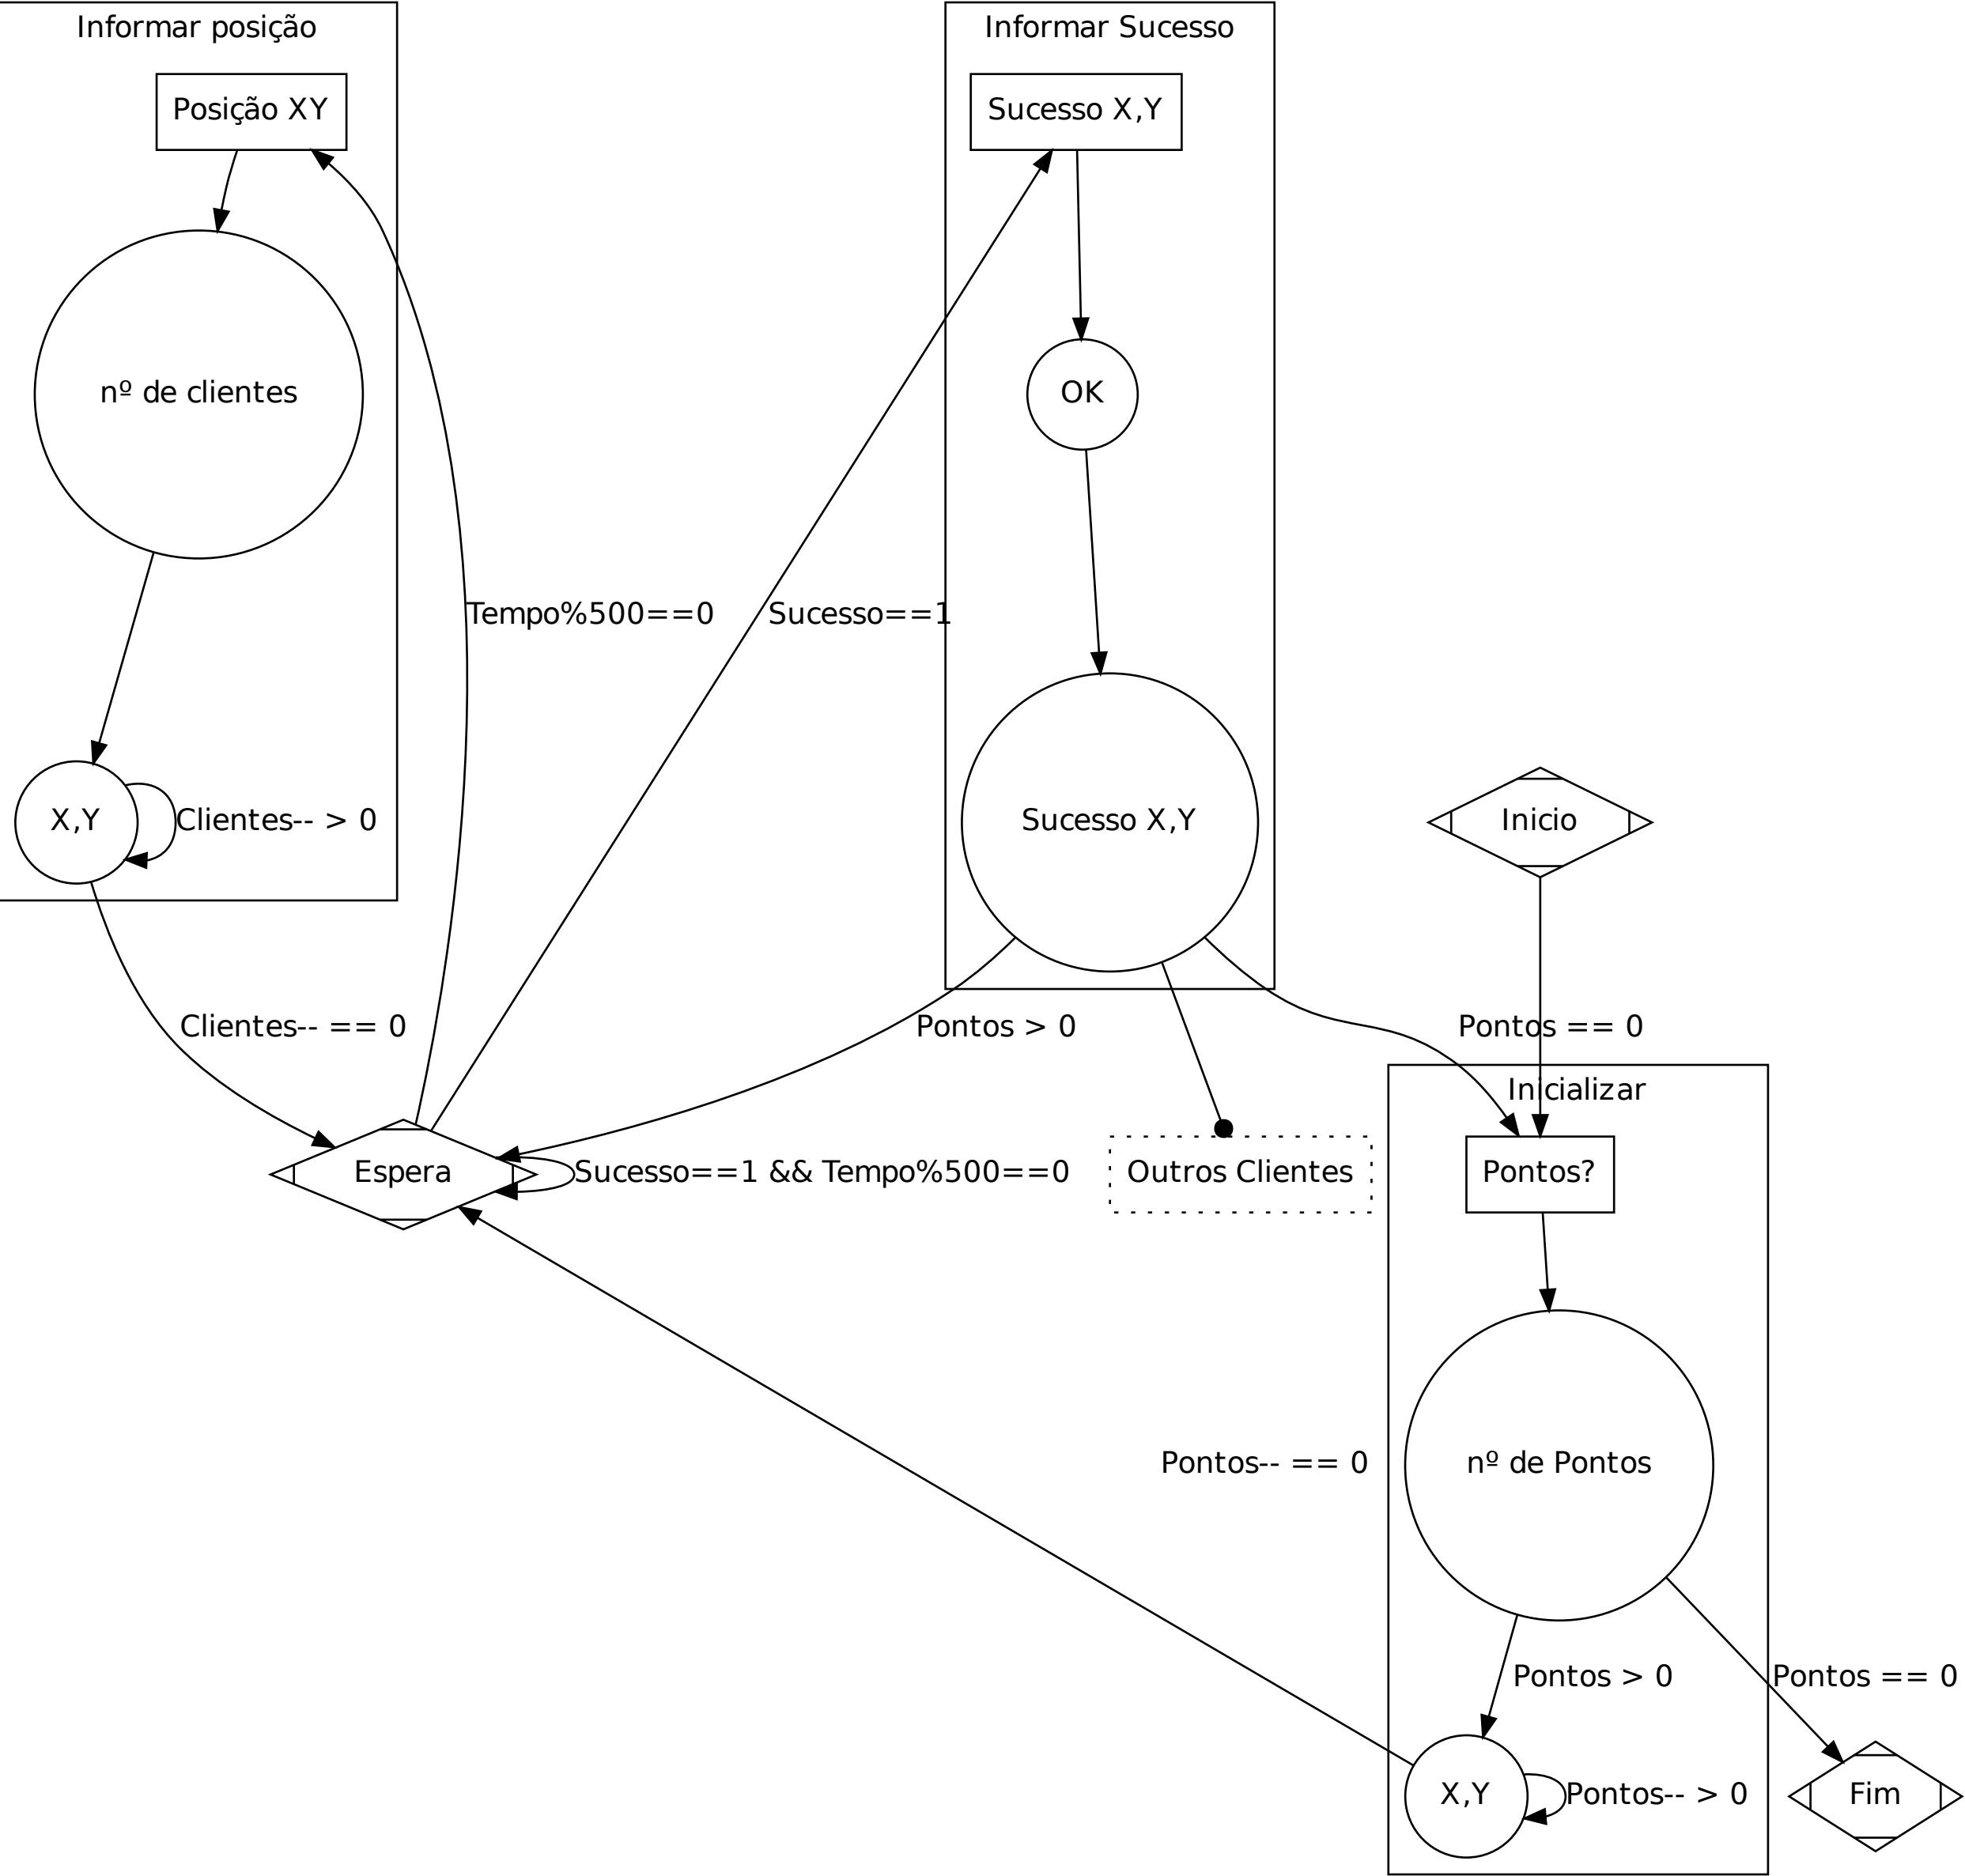 Informar posição
Informar Sucesso
Posição XY
Sucesso X,Y
nº de clientes
OK
Tempo%500==0
Sucesso==1
X,Y
Clientes-- > 0
Sucesso X,Y
Inicio
Clientes-- == 0
Pontos > 0
Pontos == 0
Inicializar
Espera
Sucesso==1 && Tempo%500==0
Outros Clientes
Pontos?
Pontos-- == 0
nº de Pontos
Pontos > 0
Pontos == 0
X,Y
Pontos-- > 0
Fim